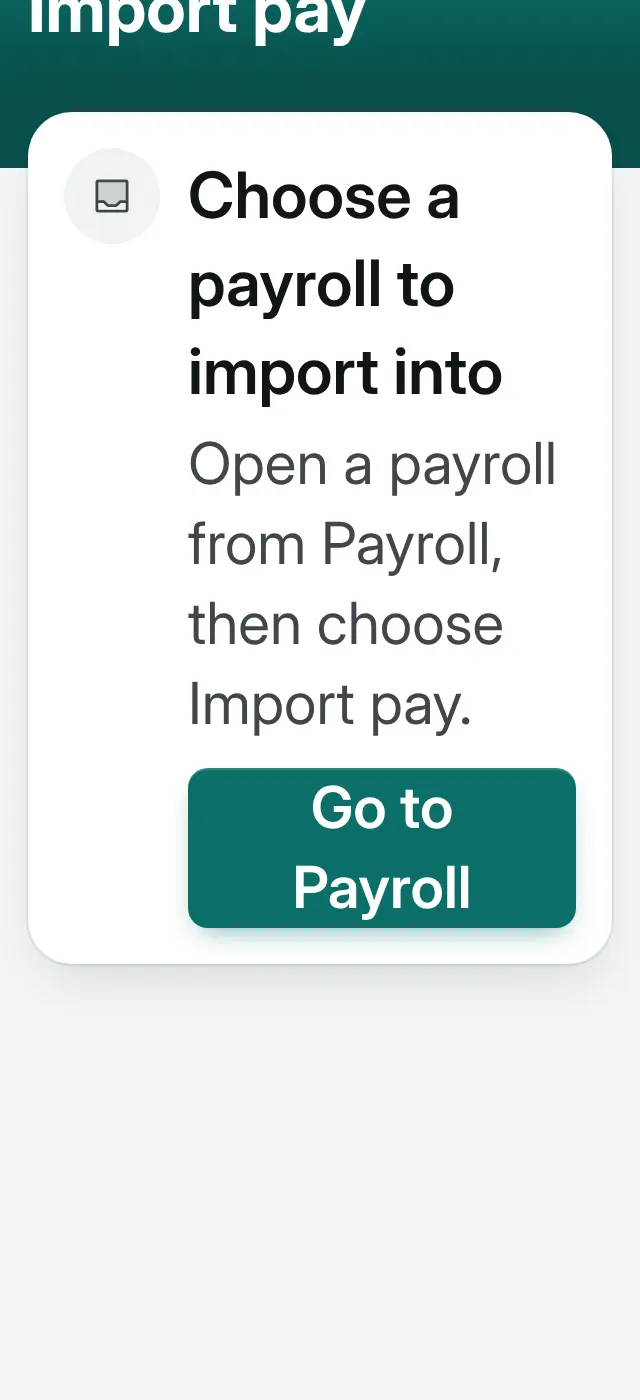 Import pay
Choose a
payroll to
import into
Open a payroll
from Payroll,
then choose
Import pay.
Go to
Payroll